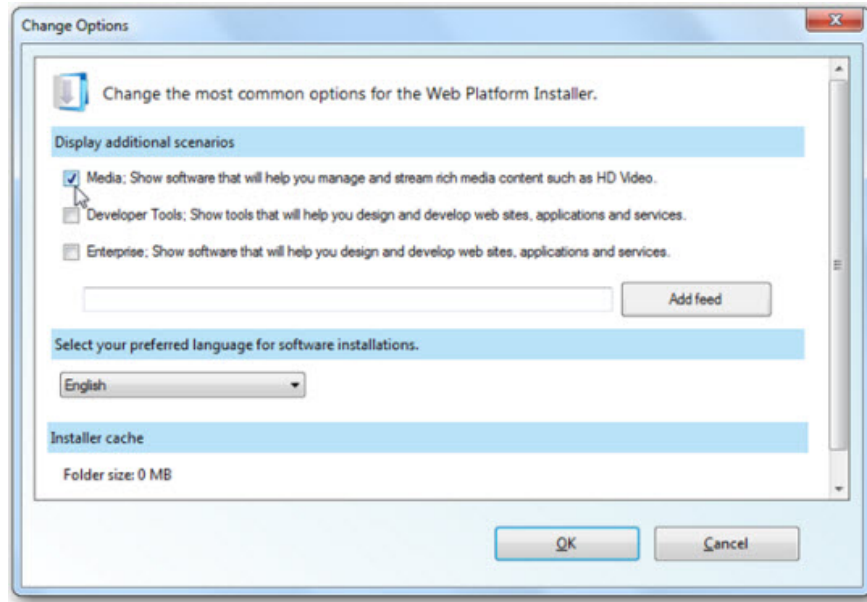 Change Options
Change the most common options for the Web Platform Installer.
Display additional scenarios
Media; Show software that will help you manage and stream rich media content such as HD Video.
Developer Tools; Show tools that will help you design and develop web sites, applications and services.
Enterprise; Show software that will help you design and develop web sites, applications and services.
Add feed
Select your preferred language for software installations.
English
Installer cache
Folder size: 0 MB
OK
Cancel